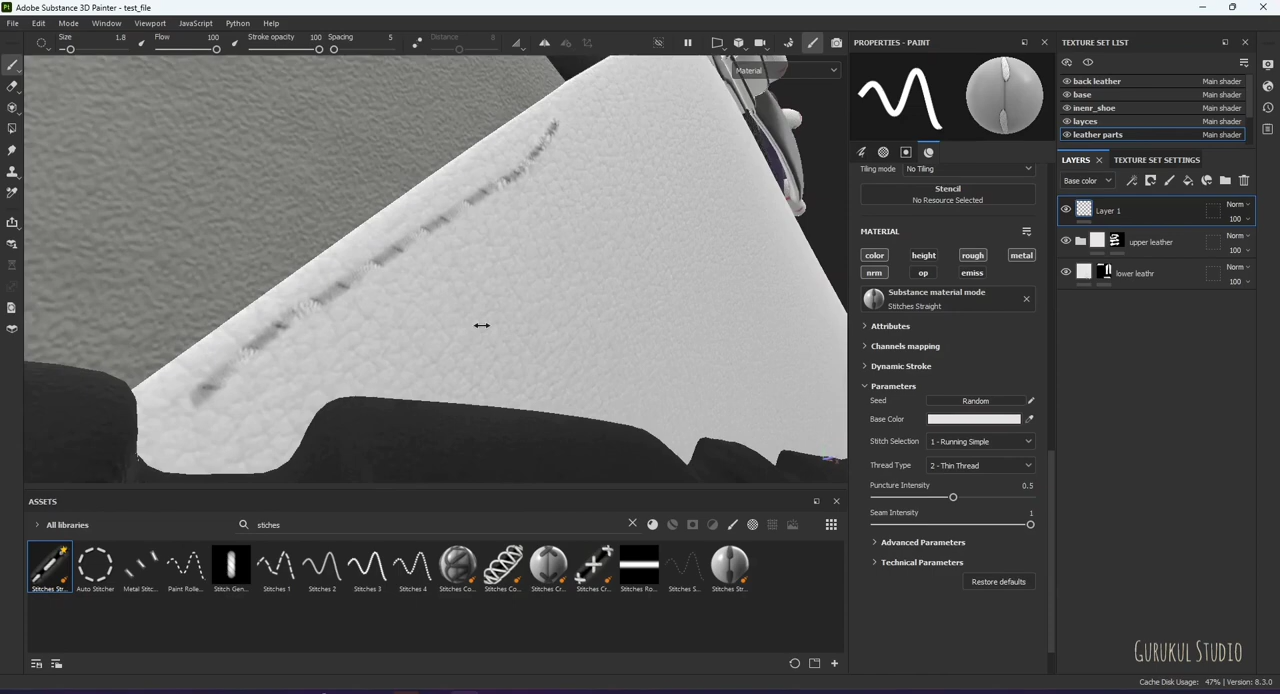 Adobe Substance 3D Painter - test_file
File Edit Mode Window Viewport JavaScript Python Help
Size 1.8 Flow 100 Stroke opacity 100 Spacing 5 Distance 8
Material
PROPERTIES - PAINT
Tiling mode No Tiling
Stencil
No Resource Selected
MATERIAL
color height rough metal
nrm op emiss
Substance material mode
Stitches Straight
Attributes
Channels mapping
Dynamic Stroke
Parameters
Seed Random
Base Color
Stitch Selection 1 - Running Simple
Thread Type 2 - Thin Thread
Puncture Intensity 0.5
Seam Intensity 1
Advanced Parameters
Technical Parameters
Restore defaults
TEXTURE SET LIST
back leather Main shader
base Main shader
inenr_shoe Main shader
layces Main shader
leather parts Main shader
LAYERS TEXTURE SET SETTINGS
Base color
Layer 1 Norm 100
upper leather Norm 100
lower leathr Norm 100
ASSETS
All libraries stiches
Stitches Str... Auto Stitcher Metal Stitc... Paint Rolle... Stitch Gen... Stitches 1 Stitches 2 Stitches 3 Stitches 4 Stitches Co... Stitches Co... Stitches Cr... Stitches Cr... Stitches Ro... Stitches S... Stitches Str...
GURUKUL STUDIO
Cache Disk Usage: 47% | Version: 8.3.0